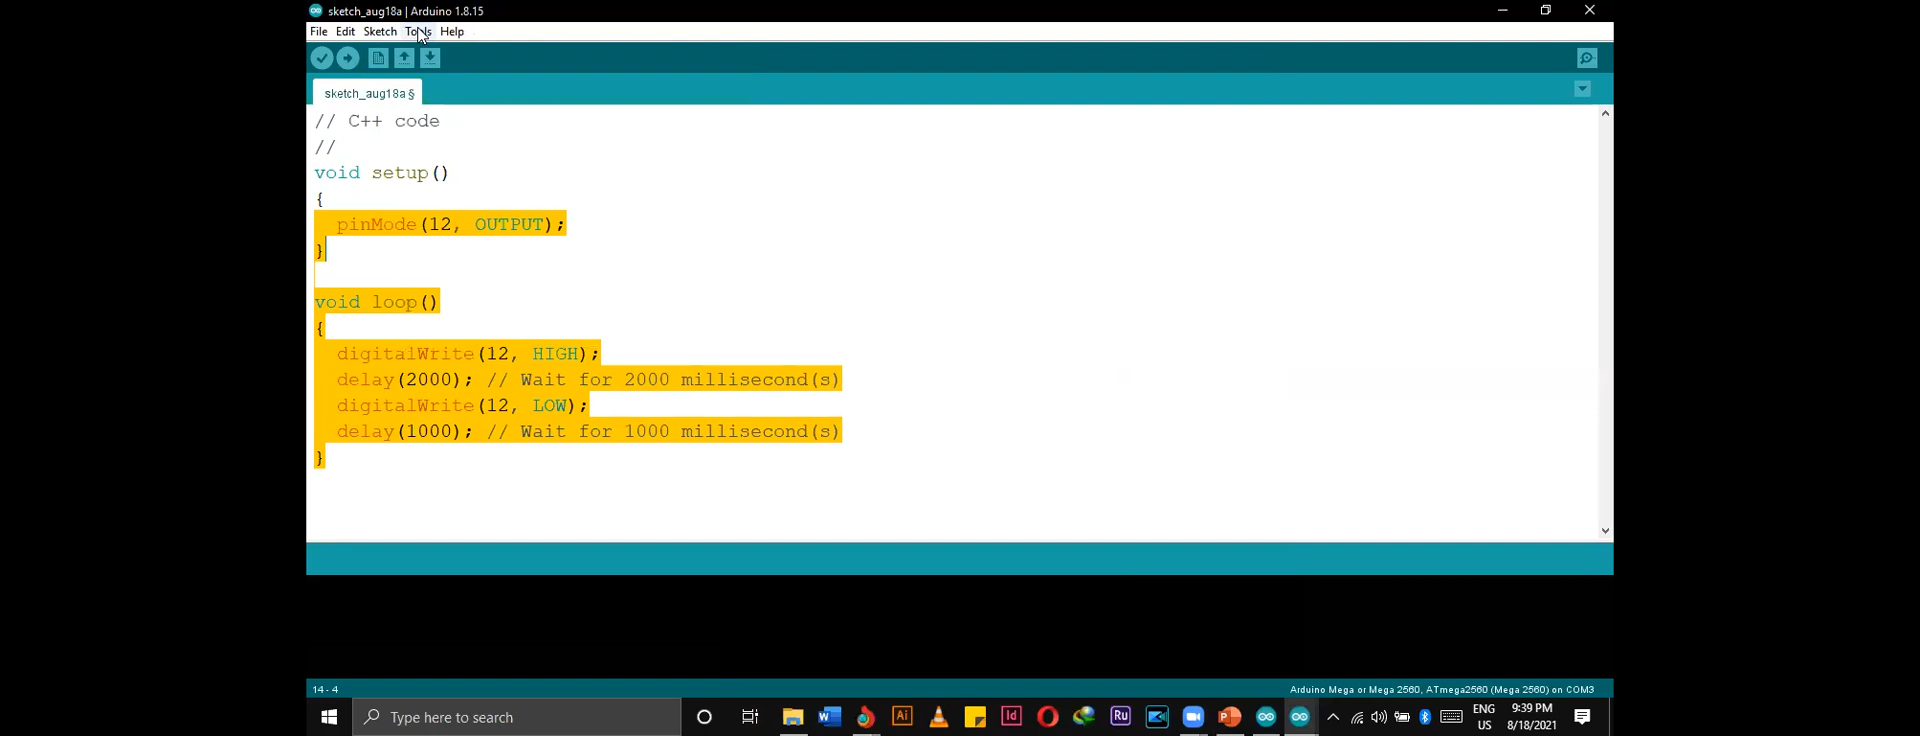 sketch_aug18a | Arduino 1.8.15
File Edit Sketch Tools Help
sketch_aug18a §
// C++ code
//
void setup()
{
  pinMode(12, OUTPUT);
}
void loop()
{
  digitalWrite(12, HIGH);
  delay(2000); // Wait for 2000 millisecond(s)
  digitalWrite(12, LOW);
  delay(1000); // Wait for 1000 millisecond(s)
}
14 - 4
Arduino Mega or Mega 2560, ATmega2560 (Mega 2560) on COM3
Type here to search
Ai
Id
Ru
ENG
US
9:39 PM
8/18/2021